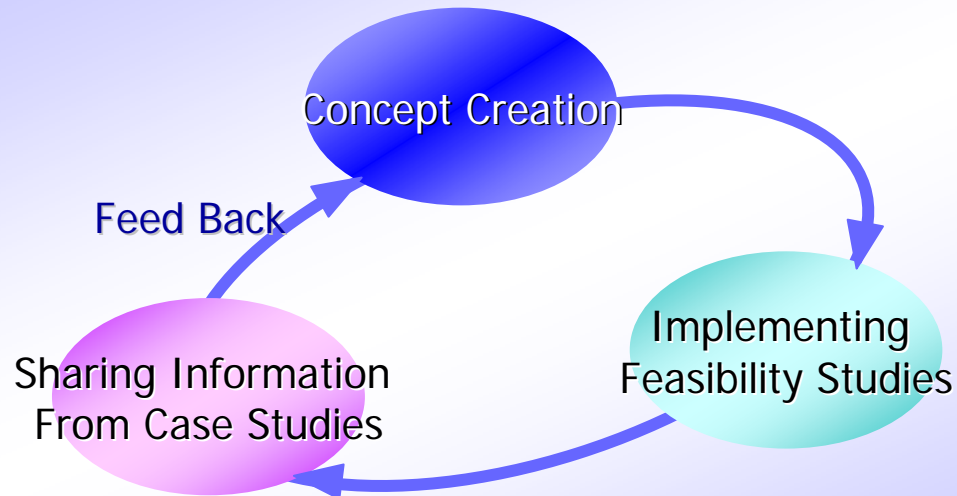 Concept Creation
Feed Back
Implementing
Feasibility Studies
Sharing Information
From Case Studies